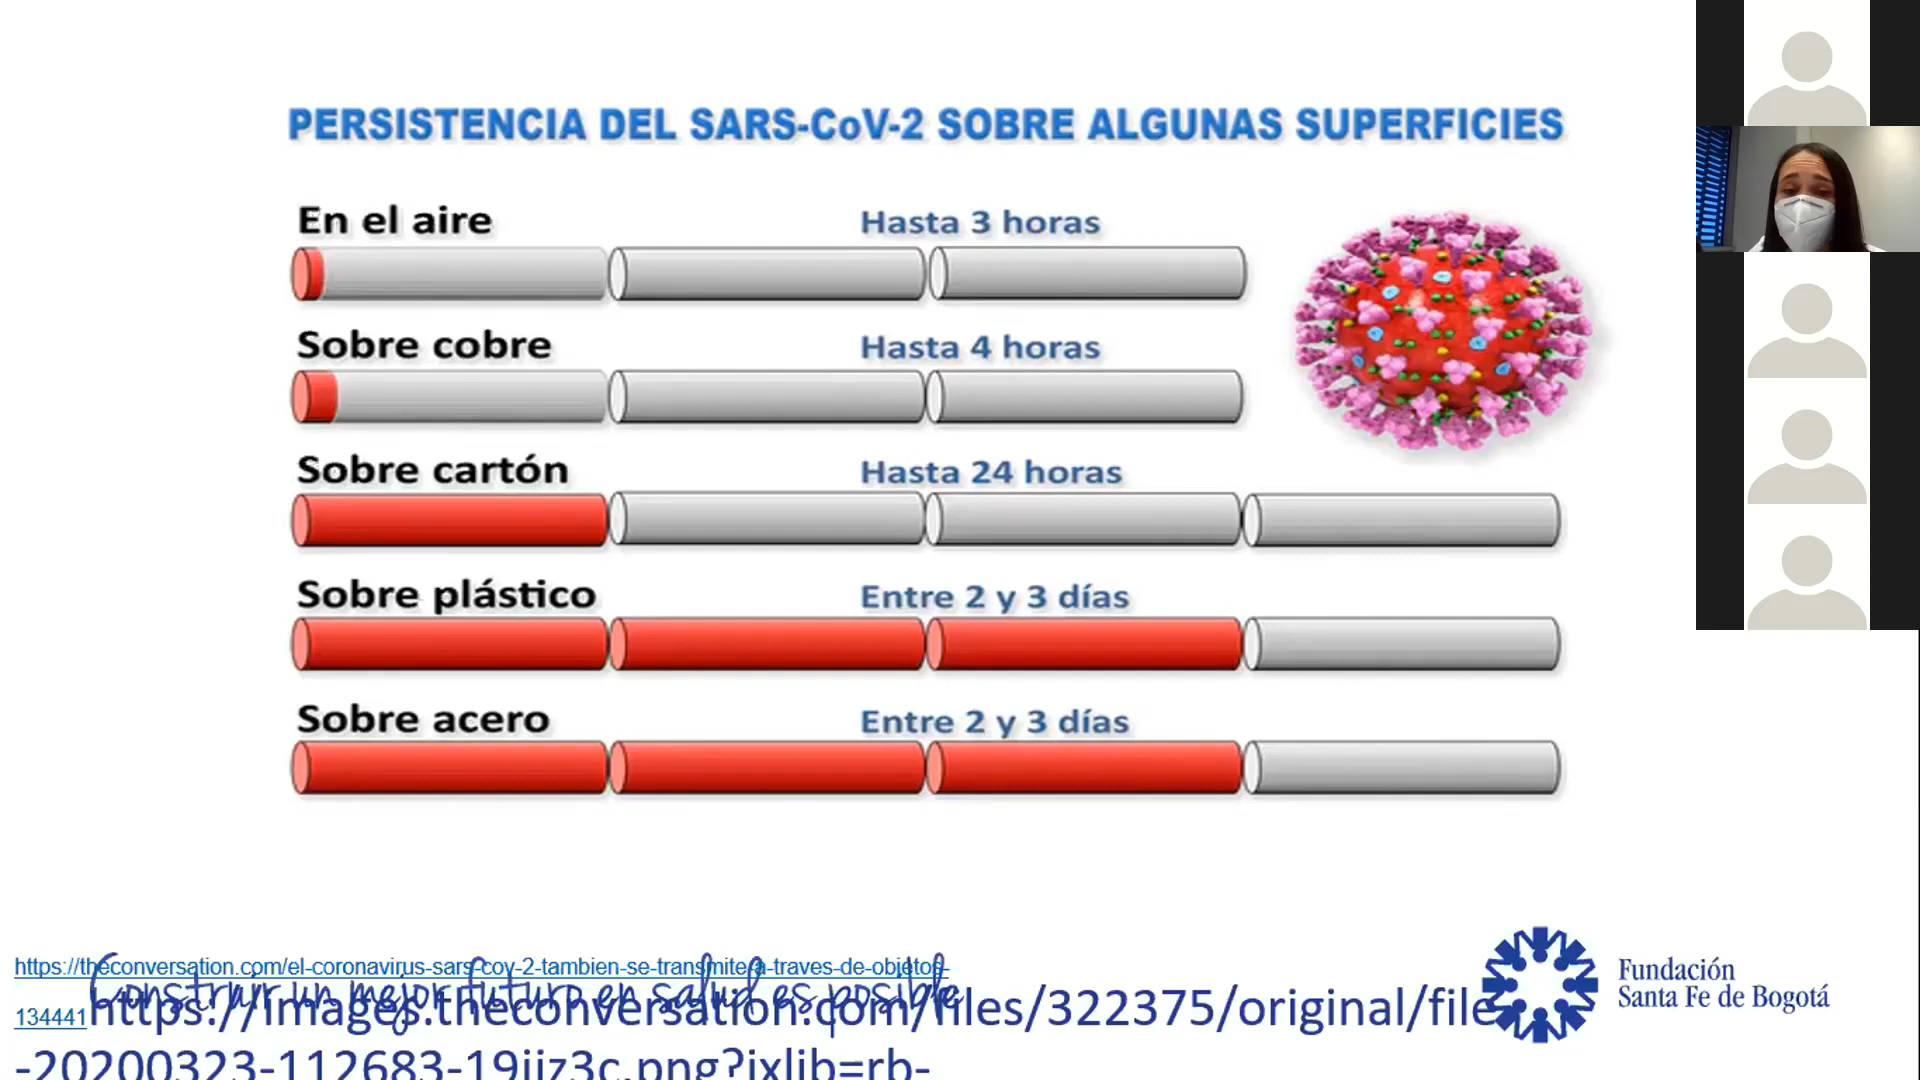 PERSISTENCIA DEL SARS-CoV-2 SOBRE ALGUNAS SUPERFICIES
En el aire Hasta 3 horas
Sobre cobre Hasta 4 horas
Sobre cartón Hasta 24 horas
Sobre plástico Entre 2 y 3 días
Sobre acero Entre 2 y 3 días
https://theconversation.com/el-coronavirus-sars-cov-2-tambien-se-transmite-a-traves-de-objetos-
Construir un mejor futuro en salud es posible
134441https://images.theconversation.com/files/322375/original/file
-20200323-112683-19iiz3c.png?ixlib=rb-
Fundación
Santa Fe de Bogotá